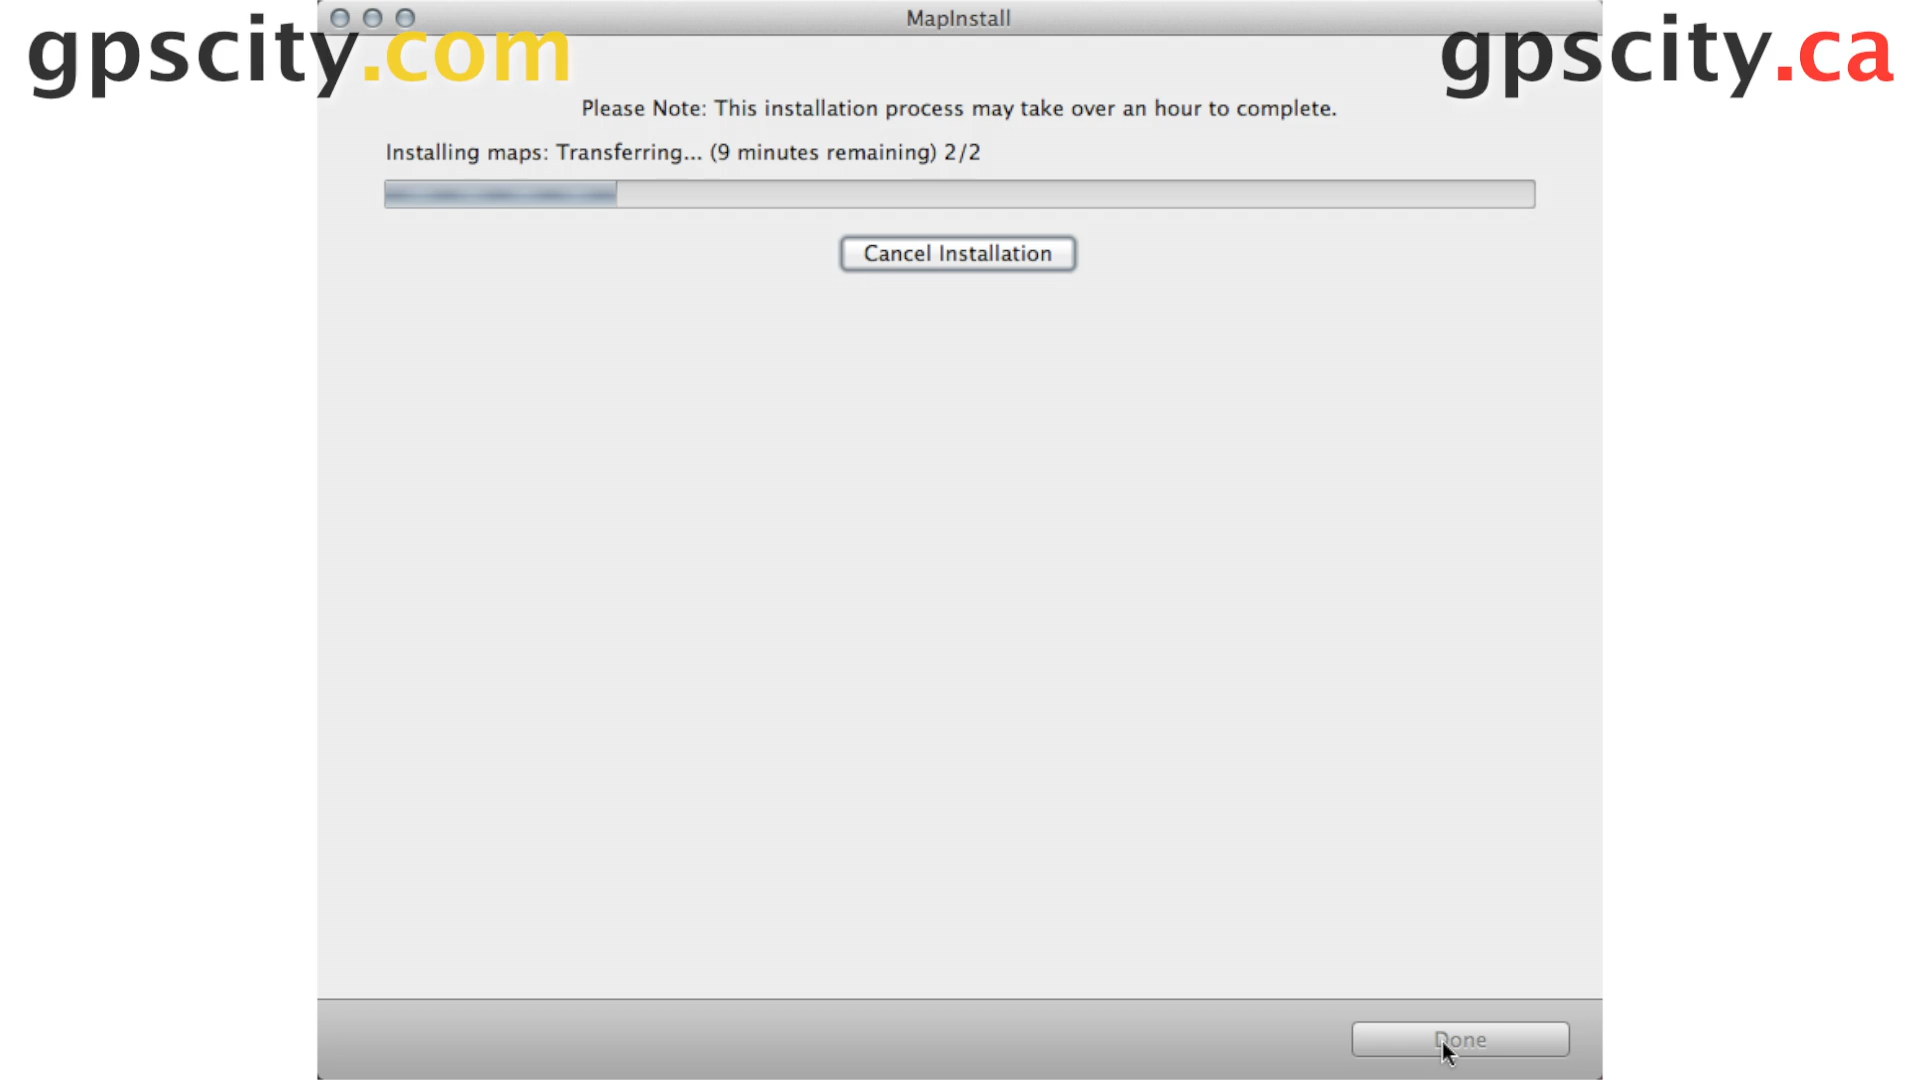 MapInstall
gpscity.com
gpscity.ca
Please Note: This installation process may take over an hour to complete.
Installing maps: Transferring... (9 minutes remaining) 2/2
Cancel Installation
Done